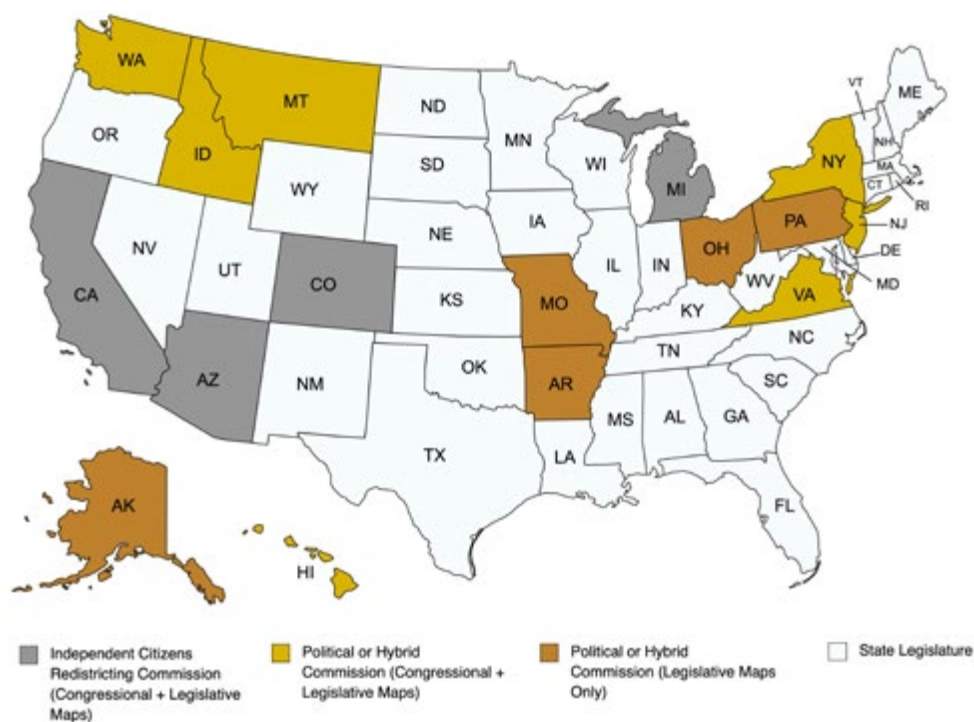 WA
MT
ND
OR
ID
MN
VT
ME
SD
WI
NH
NY
MA
WY
MI
CT
RI
IA
PA
NJ
NE
OH
NV
IL
IN
DE
UT
CO
WV
MD
CA
KS
MO
KY
VA
AZ
NM
OK
TN
NC
AR
SC
MS
AL
GA
TX
LA
FL
AK
HI
Independent Citizens
Redistricting Commission
(Congressional + Legislative
Maps)
Political or Hybrid
Commission (Congressional +
Legislative Maps)
Political or Hybrid
Commission (Legislative Maps
Only)
State Legislature